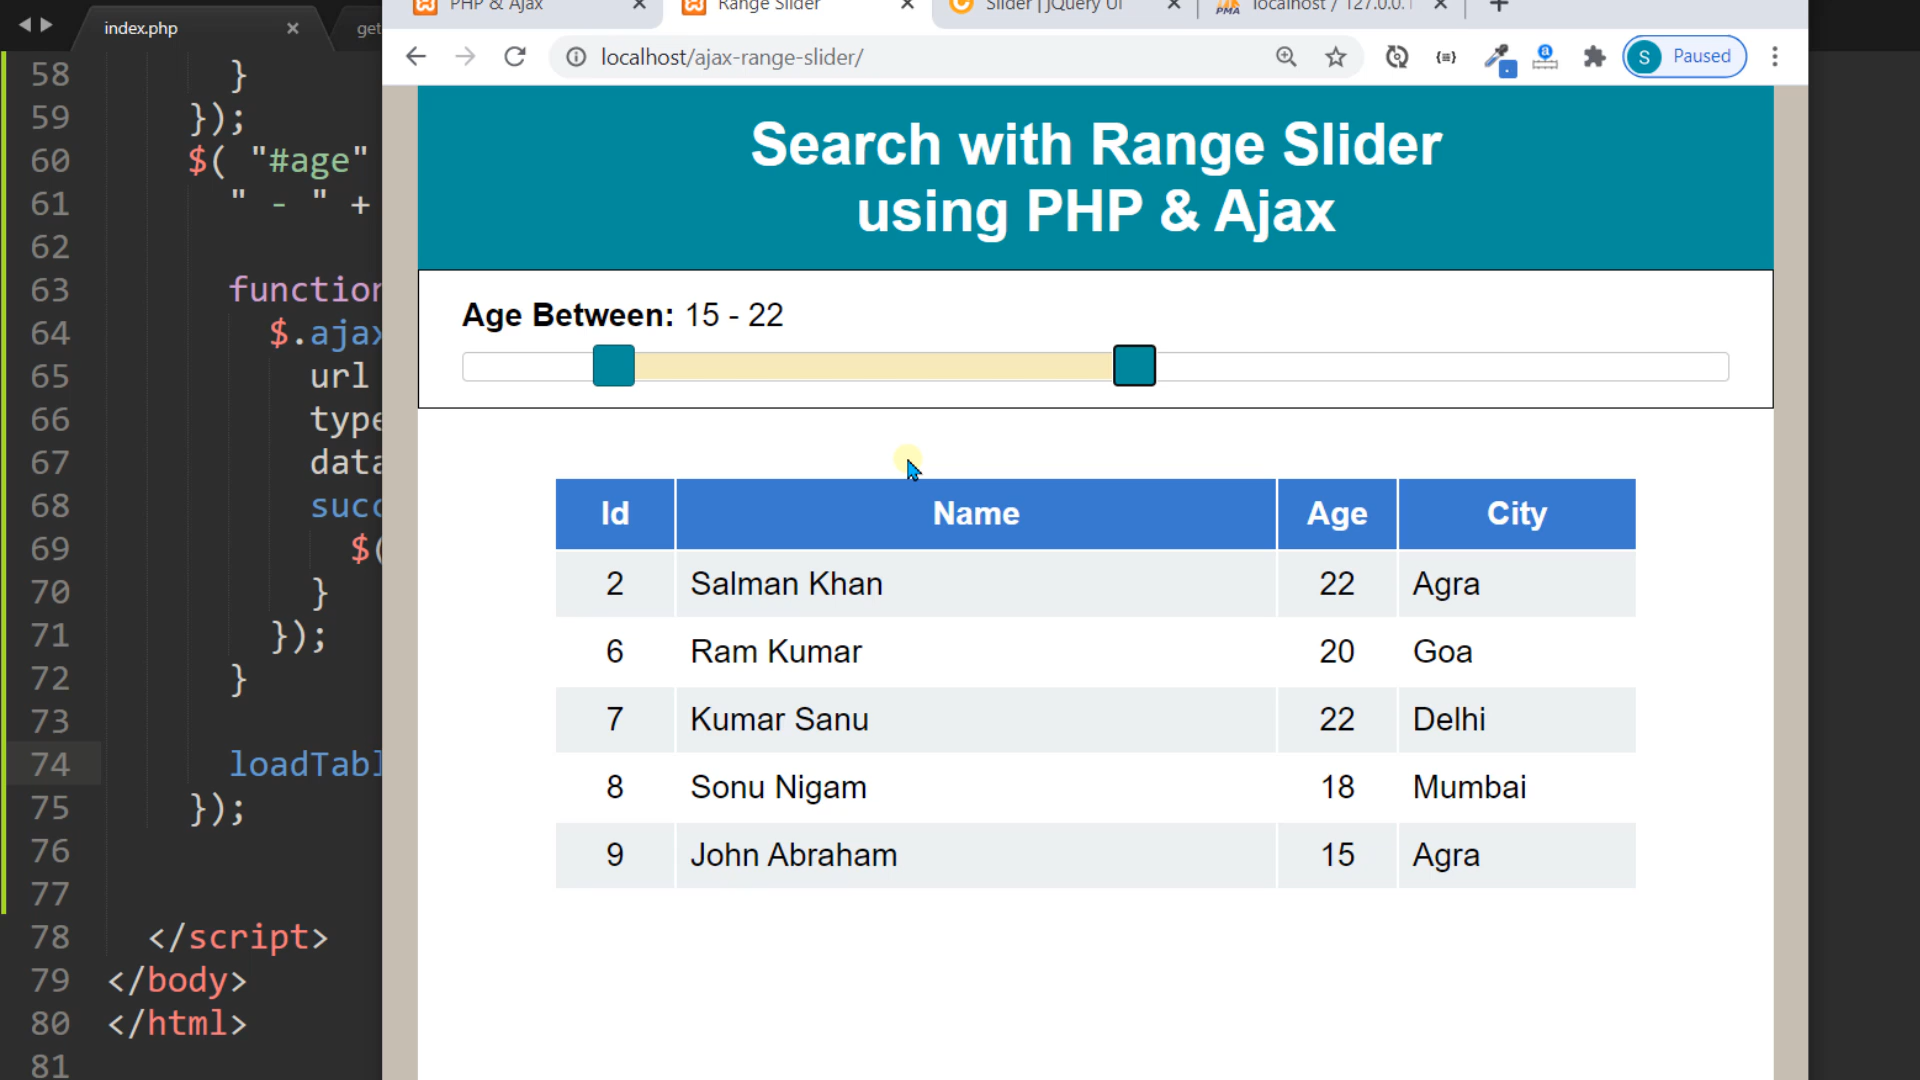 index.php
get
58 }
59 });
60 $( "#age"
61 " - " +
62
63 function
64 $.ajax
65 url
66 type
67 data
68 succ
69 $(
70 }
71 });
72 }
73
74 loadTabl
75 });
76
77
78 </script>
79 </body>
80 </html>
81
PHP & Ajax
Range Slider
Slider | jQuery UI
localhost / 127.0.0.1
localhost/ajax-range-slider/
S Paused
Search with Range Slider
using PHP & Ajax
Age Between: 15 - 22
Id Name Age City
2 Salman Khan 22 Agra
6 Ram Kumar 20 Goa
7 Kumar Sanu 22 Delhi
8 Sonu Nigam 18 Mumbai
9 John Abraham 15 Agra